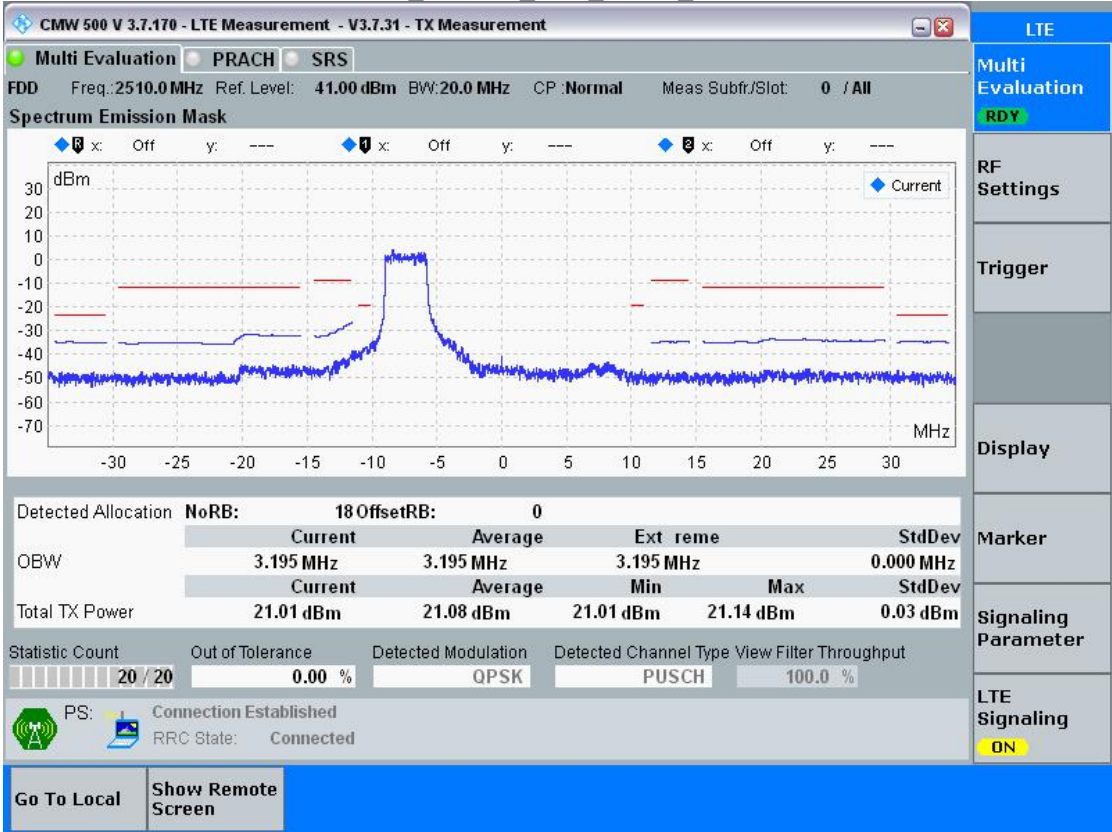 CMW 500 V 3.7.170 - LTE Measurement - V3.7.31 - TX Measurement
LTE
Multi Evaluation PRACH SRS
FDD Freq.:2510.0 MHz Ref. Level: 41.00 dBm BW:20.0 MHz CP :Normal Meas Subfr./Slot: 0 / All
Spectrum Emission Mask
R x: Off y: --- 1 x: Off y: --- 2 x: Off y: ---
dBm
Current
30
20
10
0
-10
-20
-30
-40
-50
-60
-70
MHz
-30 -25 -20 -15 -10 -5 0 5 10 15 20 25 30
Detected Allocation NoRB: 18 OffsetRB: 0
Current Average Ext reme StdDev
OBW 3.195 MHz 3.195 MHz 3.195 MHz 0.000 MHz
Current Average Min Max StdDev
Total TX Power 21.01 dBm 21.08 dBm 21.01 dBm 21.14 dBm 0.03 dBm
Statistic Count Out of Tolerance Detected Modulation Detected Channel Type View Filter Throughput
20 / 20 0.00 % QPSK PUSCH 100.0 %
PS: Connection Established
RRC State: Connected
Multi
Evaluation
RDY
RF
Settings
Trigger
Display
Marker
Signaling
Parameter
LTE
Signaling
ON
Go To Local
Show Remote
Screen